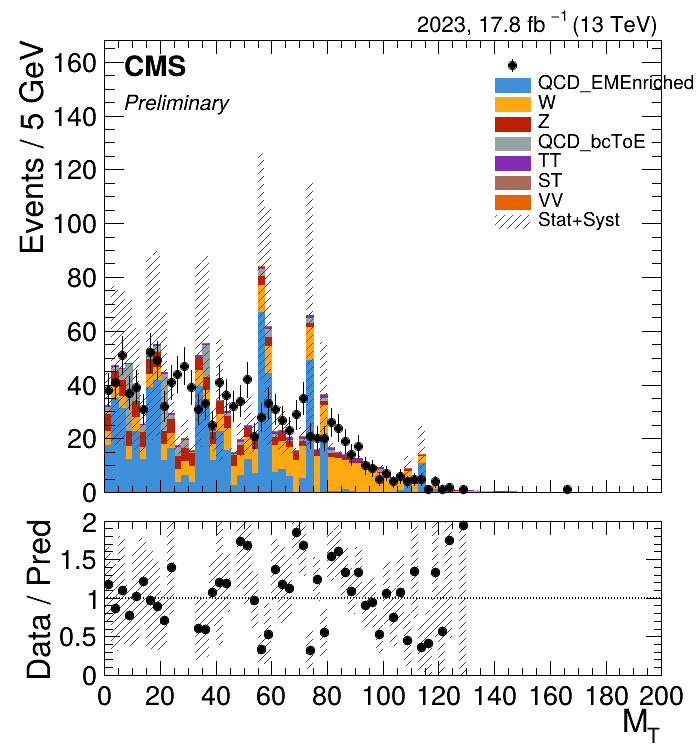 2023, 17.8 fb⁻¹ (13 TeV)
Events / 5 GeV
160
140
120
100
80
60
40
20
0
CMS
Preliminary
QCD_EMEnriched
W
Z
QCD_bcToE
TT
ST
VV
Stat+Syst
Data / Pred
2
1.5
1
0.5
0
0 20 40 60 80 100 120 140 160 180 200
M_T